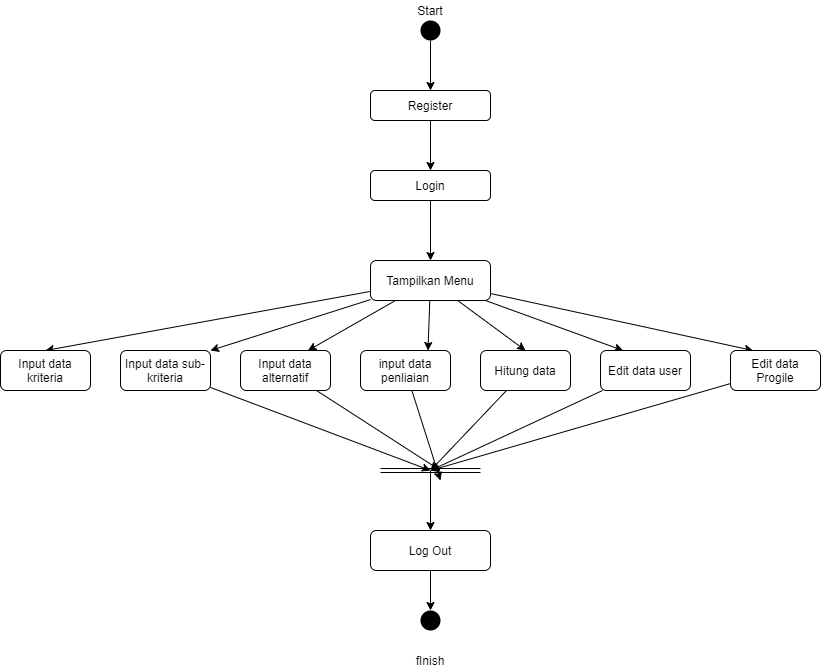 Start
Register
Login
Tampilkan Menu
Input data
kriteria
Input data sub-
kriteria
Input data
alternatif
input data
penliaian
Hitung data
Edit data user
Edit data
Progile
Log Out
fInish